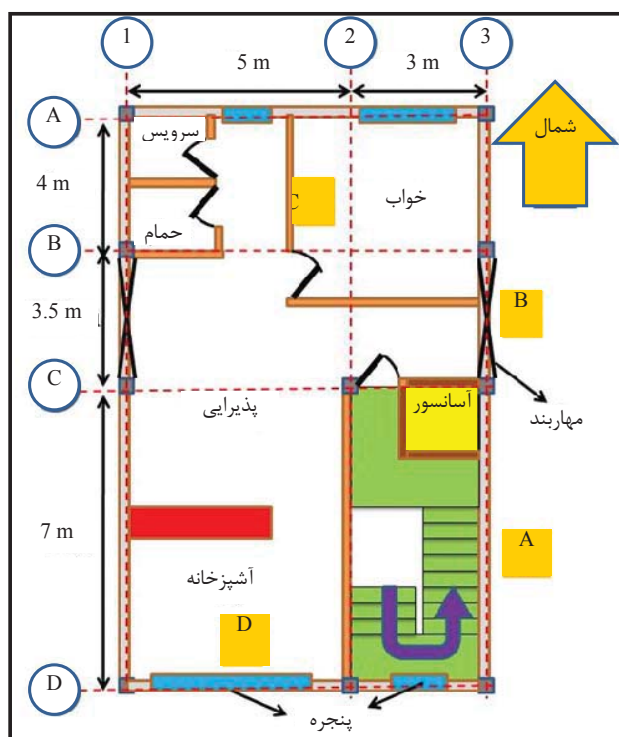 1
2
3
5 m
3 m
A
سرویس
شمال
4 m
C
خواب
حمام
B
3.5 m
B
C
پذیرایی
آسانسور
مهاربند
7 m
A
آشپزخانه
D
D
پنجره